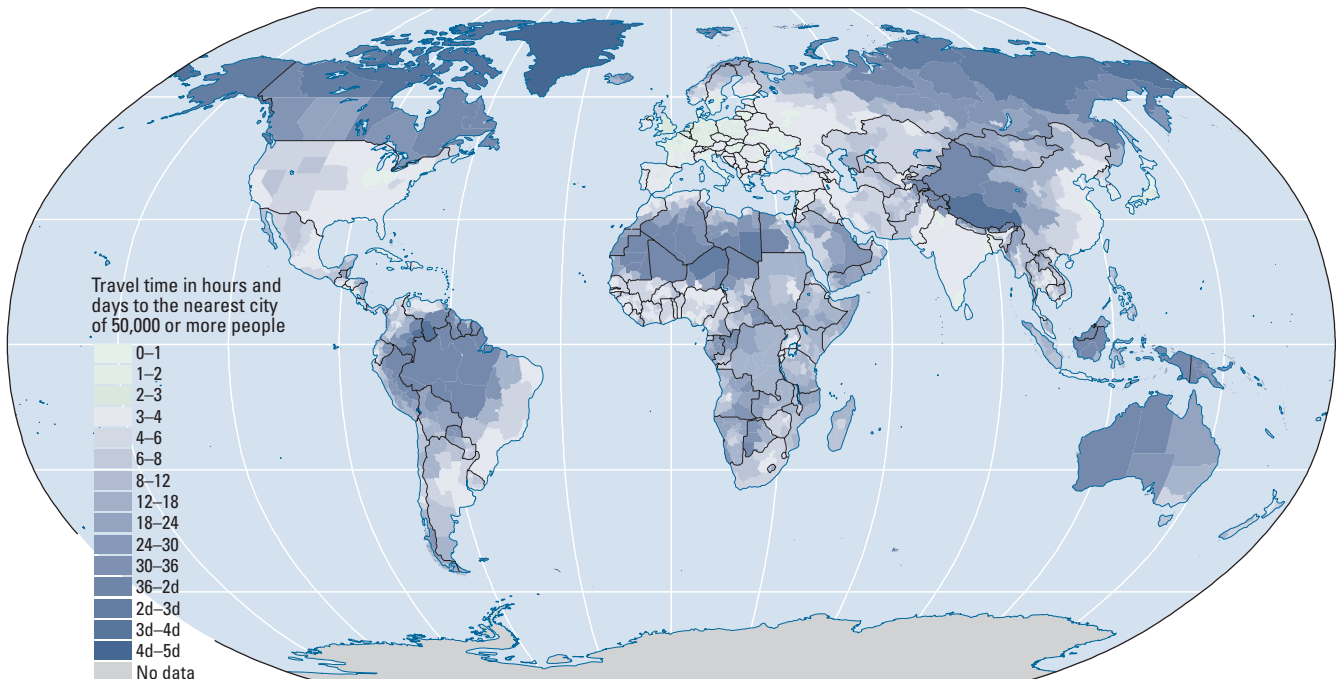 Travel time in hours and
days to the nearest city
of 50,000 or more people
0–1
1–2
2–3
3–4
4–6
6–8
8–12
12–18
18–24
24–30
30–36
36–2d
2d–3d
3d–4d
4d–5d
No data